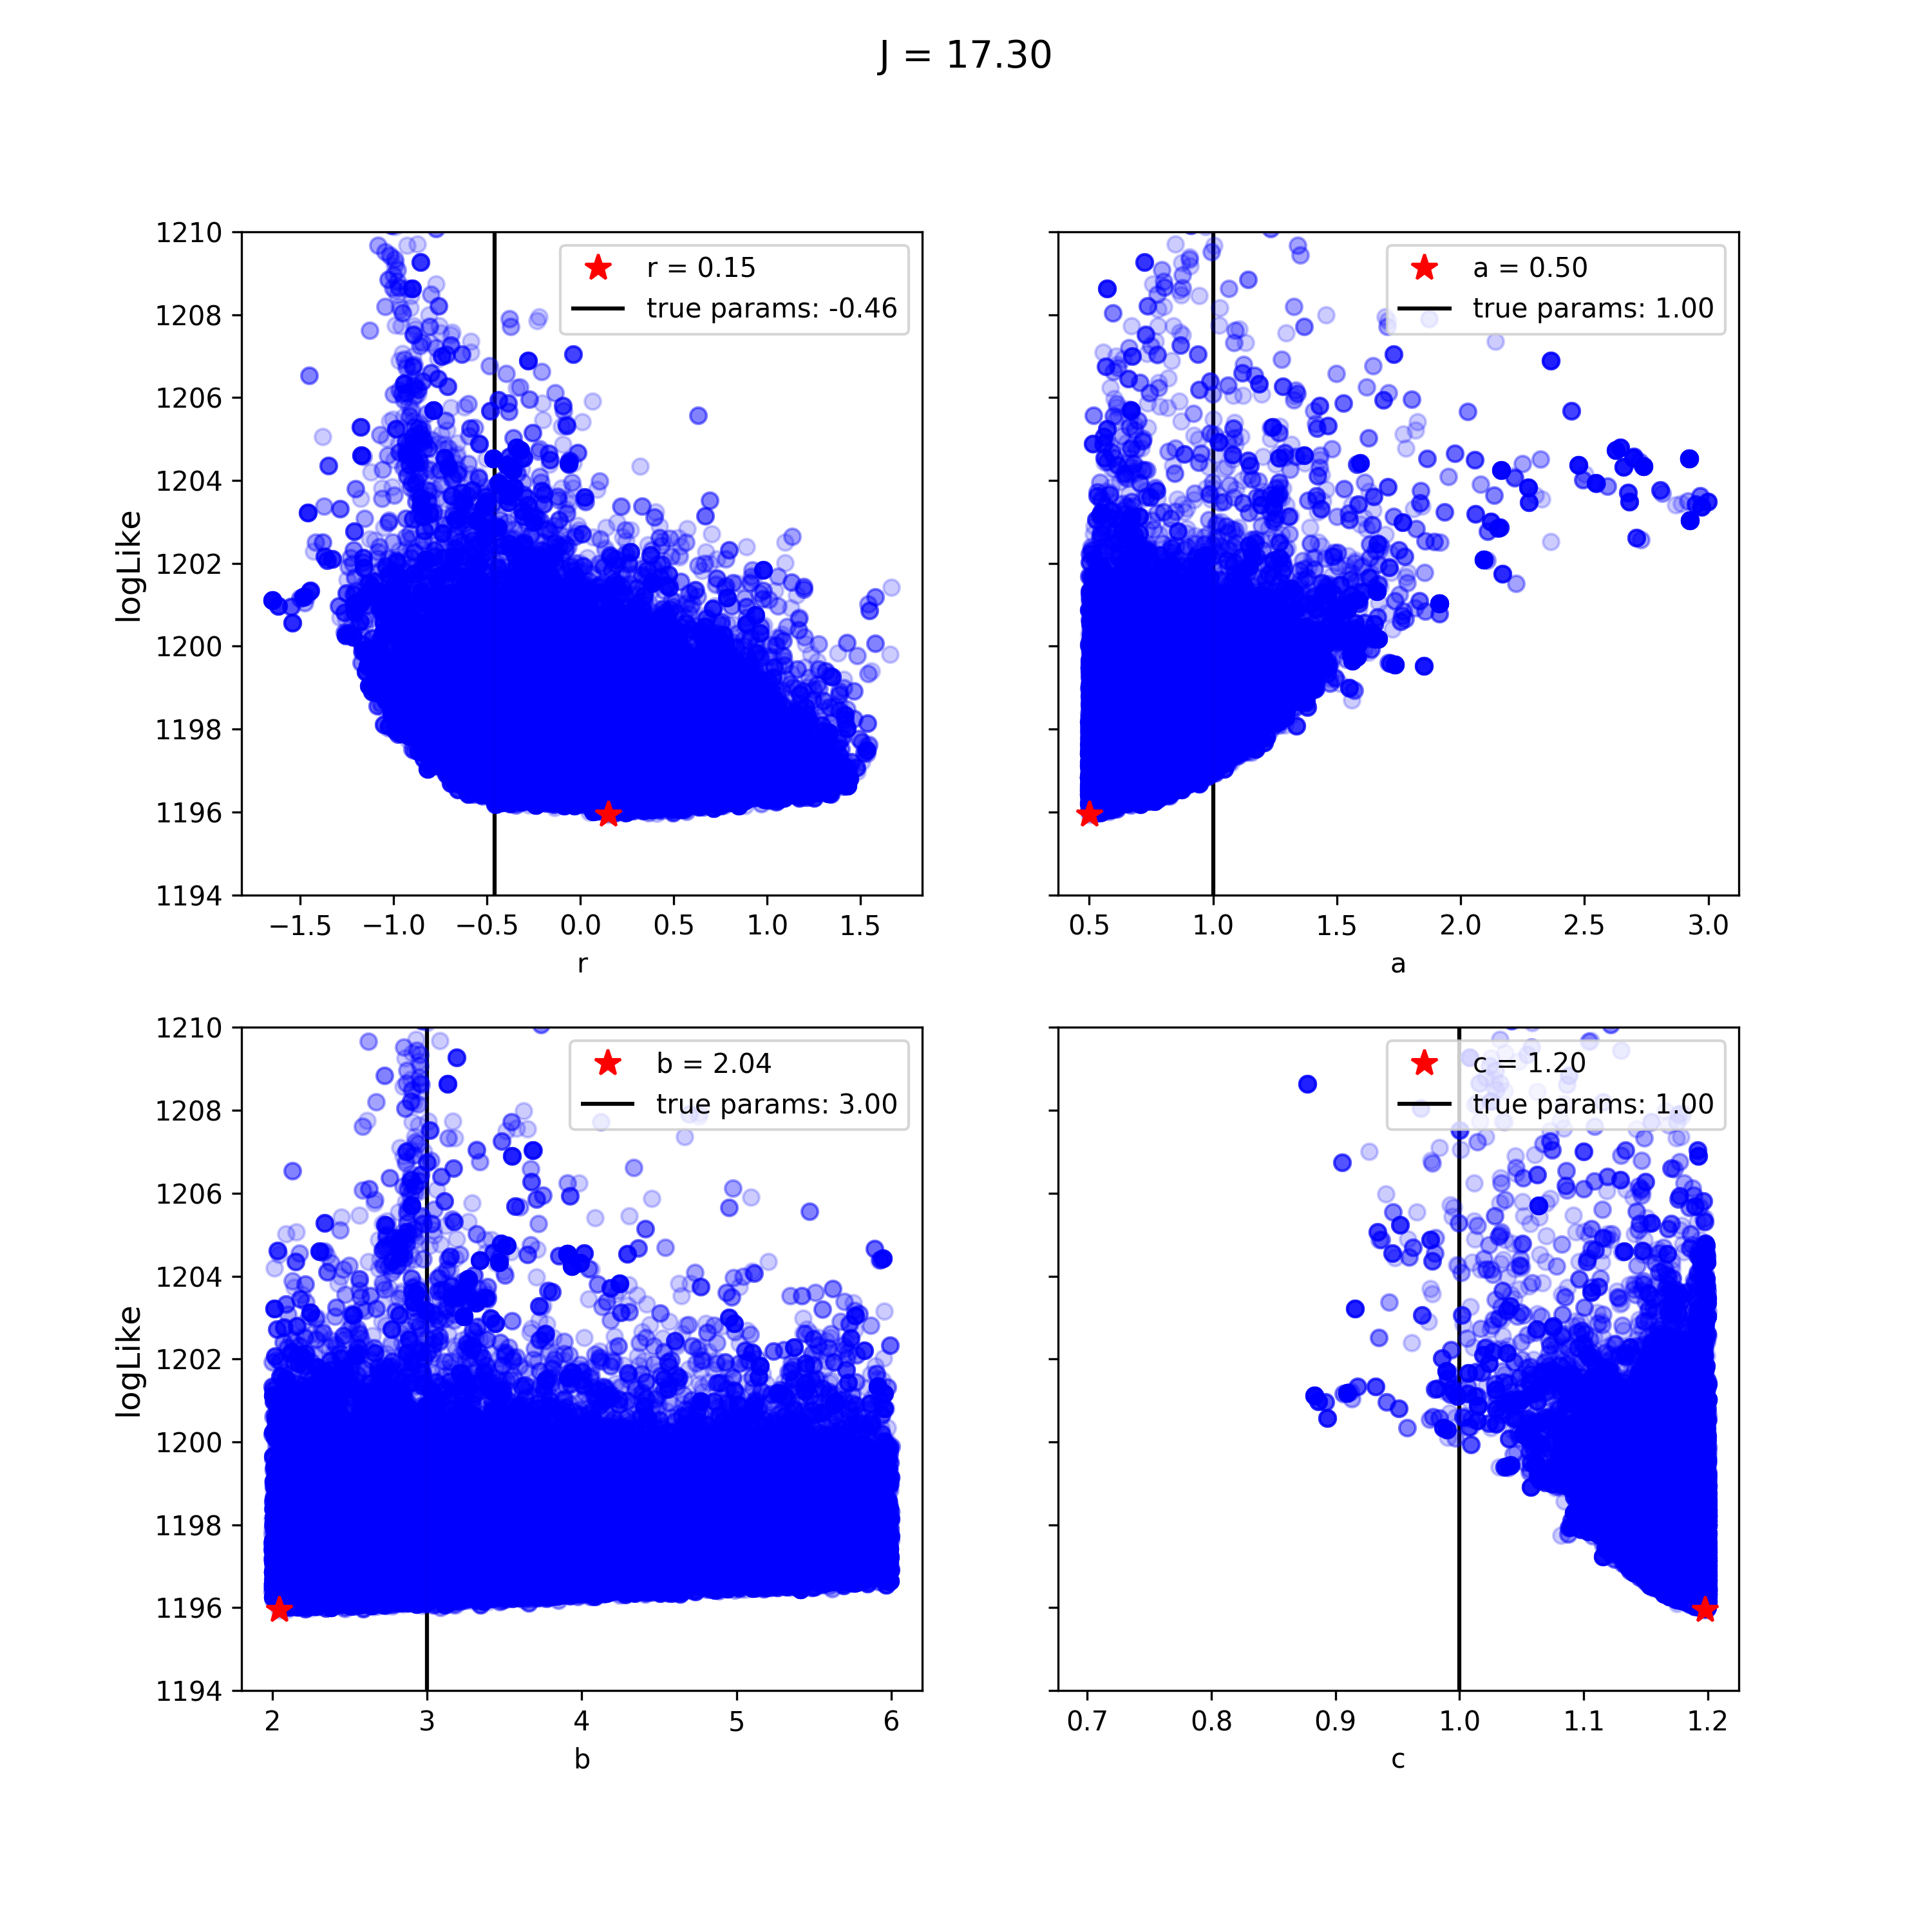 J = 17.30
1210
1208
1206
1204
1202
1200
1198
1196
1194
logLike
r = 0.15
true params: -0.46
−1.5 −1.0 −0.5 0.0 0.5 1.0 1.5
r
a = 0.50
true params: 1.00
0.5 1.0 1.5 2.0 2.5 3.0
a
1210
1208
1206
1204
1202
1200
1198
1196
1194
logLike
b = 2.04
true params: 3.00
2 3 4 5 6
b
c = 1.20
true params: 1.00
0.7 0.8 0.9 1.0 1.1 1.2
c